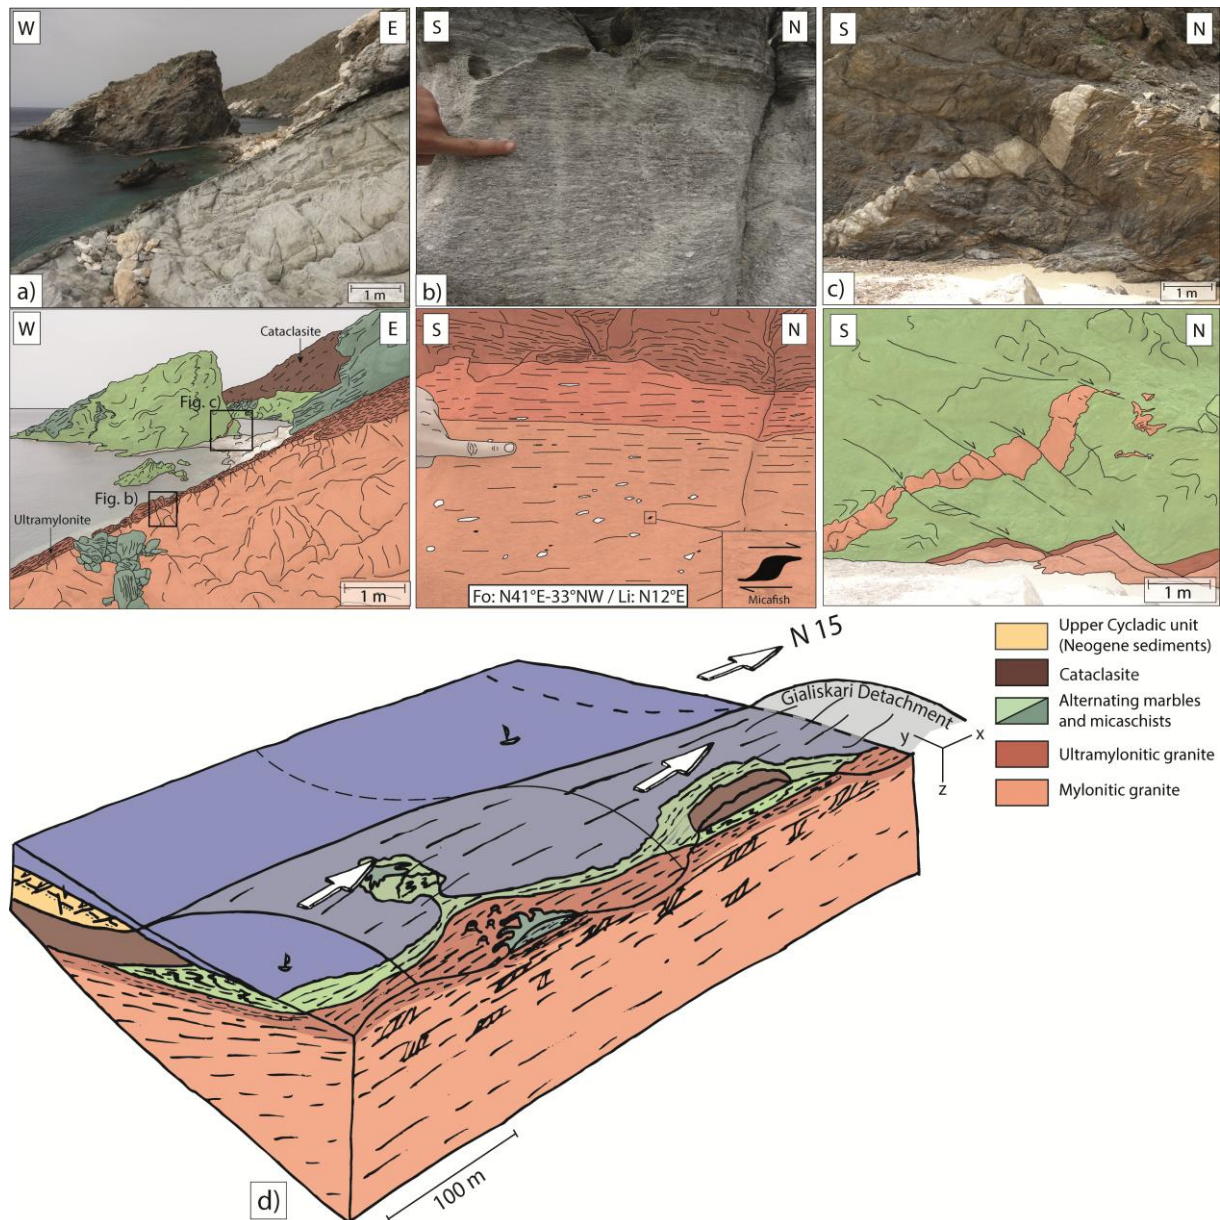 W
E
a)
1 m
S
N
b)
S
N
c)
1 m
W
E
Cataclasite
Fig. c)
Fig. b)
Ultramylonite
1 m
S
N
Micafish
Fo: N41°E-33°NW / Li: N12°E
S
N
1 m
N 15
Gialiskari Detachment
y
x
z
Upper Cycladic unit
(Neogene sediments)
Cataclasite
Alternating marbles
and micaschists
Ultramylonitic granite
Mylonitic granite
100 m
d)